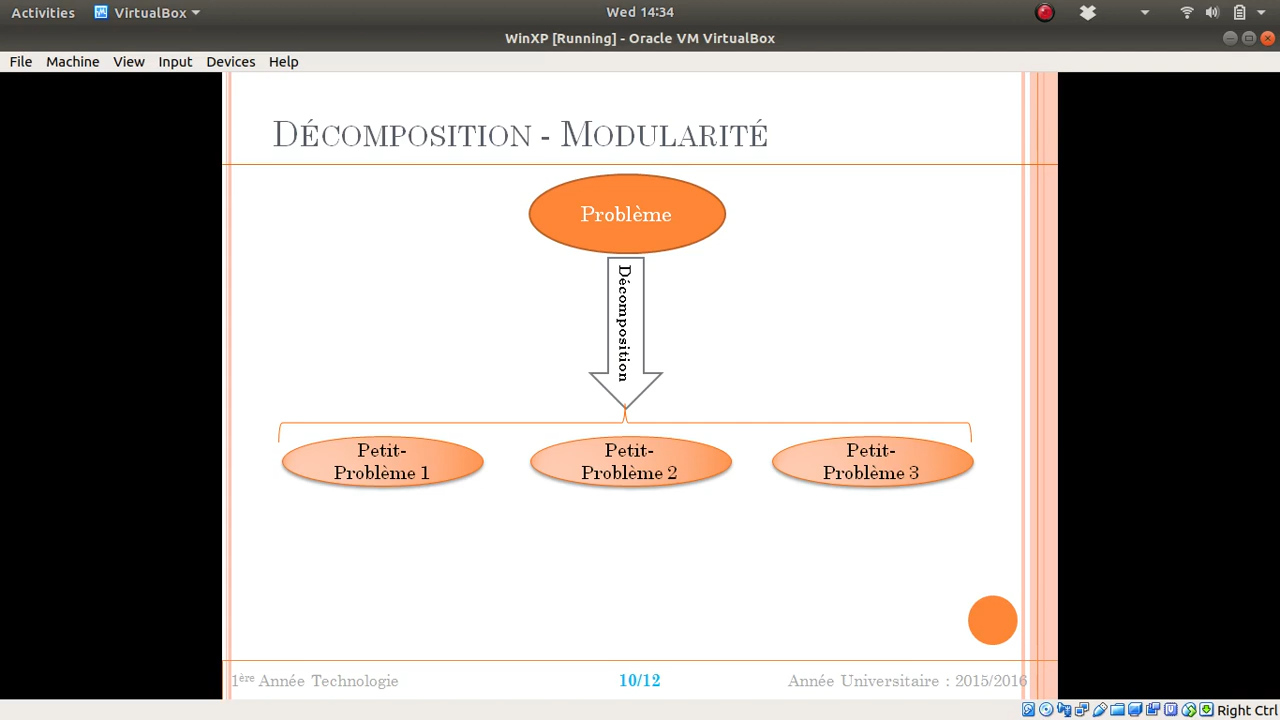 Activities VirtualBox Wed 14:34
WinXP [Running] - Oracle VM VirtualBox
File Machine View Input Devices Help
DÉCOMPOSITION - MODULARITÉ
Problème
Décomposition
Petit-
Problème 1
Petit-
Problème 2
Petit-
Problème 3
1ère Année Technologie 10/12 Année Universitaire : 2015/2016
Right Ctrl